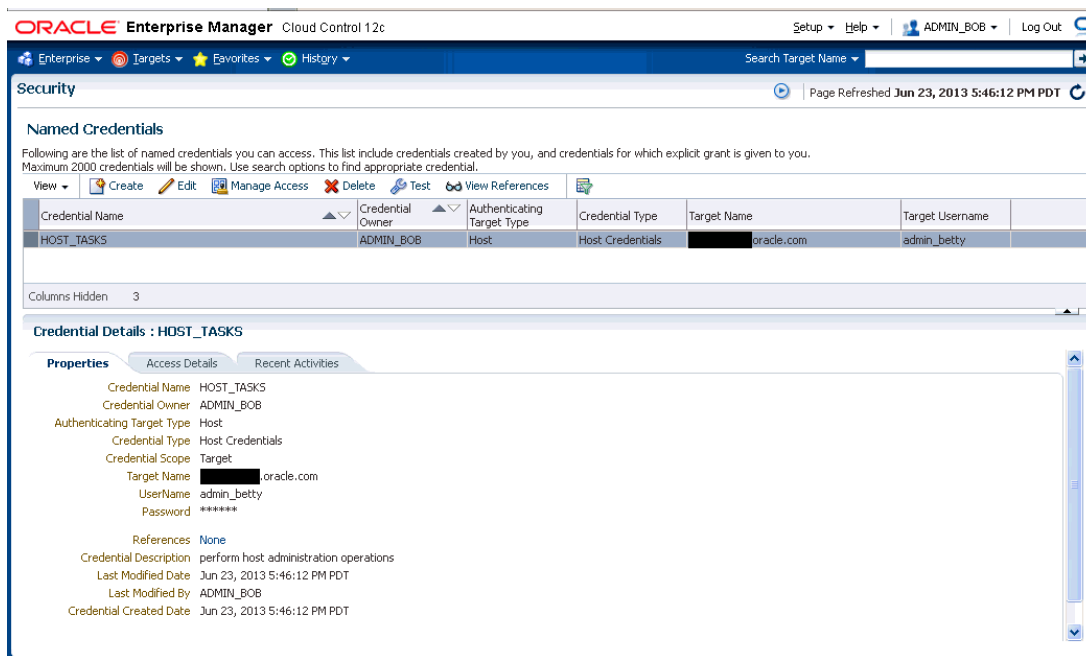 ORACLE Enterprise Manager Cloud Control 12c
Setup Help ADMIN_BOB Log Out
Enterprise Targets Favorites History Search Target Name
Security
Page Refreshed Jun 23, 2013 5:46:12 PM PDT
Named Credentials
Following are the list of named credentials you can access. This list include credentials created by you, and credentials for which explicit grant is given to you.
Maximum 2000 credentials will be shown. Use search options to find appropriate credential.
View Create Edit Manage Access Delete Test View References
Credential Name Credential Owner Authenticating Target Type Credential Type Target Name Target Username
HOST_TASKS ADMIN_BOB Host Host Credentials oracle.com admin_betty
Columns Hidden 3
Credential Details : HOST_TASKS
Properties Access Details Recent Activities
Credential Name HOST_TASKS
Credential Owner ADMIN_BOB
Authenticating Target Type Host
Credential Type Host Credentials
Credential Scope Target
Target Name .oracle.com
UserName admin_betty
Password ******
References None
Credential Description perform host administration operations
Last Modified Date Jun 23, 2013 5:46:12 PM PDT
Last Modified By ADMIN_BOB
Credential Created Date Jun 23, 2013 5:46:12 PM PDT